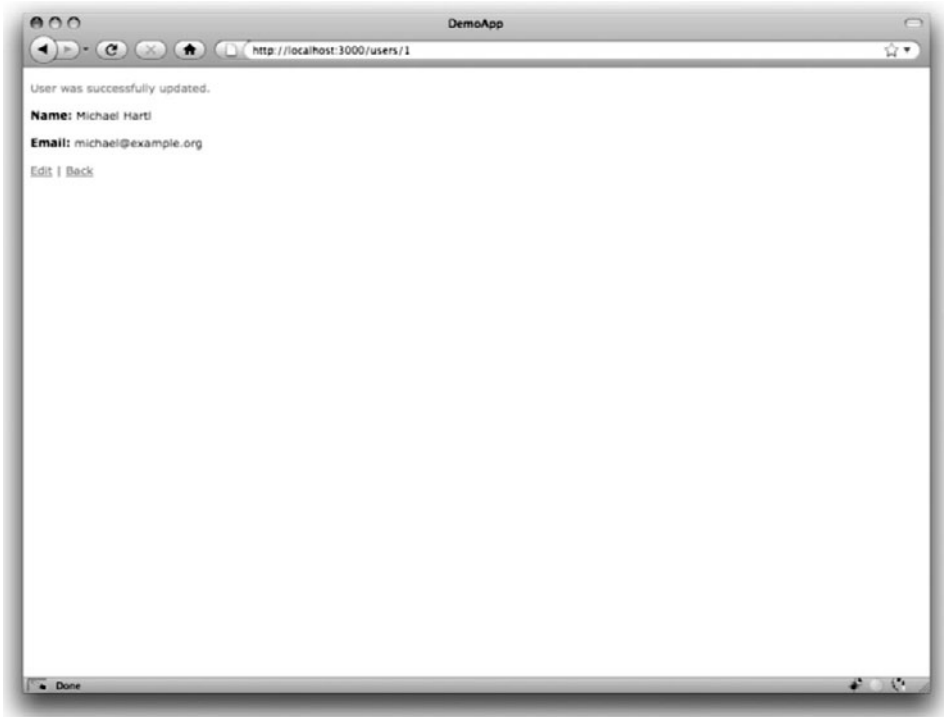 DemoApp
http://localhost:3000/users/1
User was successfully updated.
Name: Michael Hartl
Email: michael@example.org
Edit | Back
Done